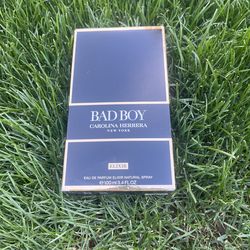 BAD BOY
CAROLINA HERRERA
NEW YORK
ELIXIR
EAU DE PARFUM ELIXIR NATURAL SPRAY
℮ 100 ml 3.4 FL.OZ